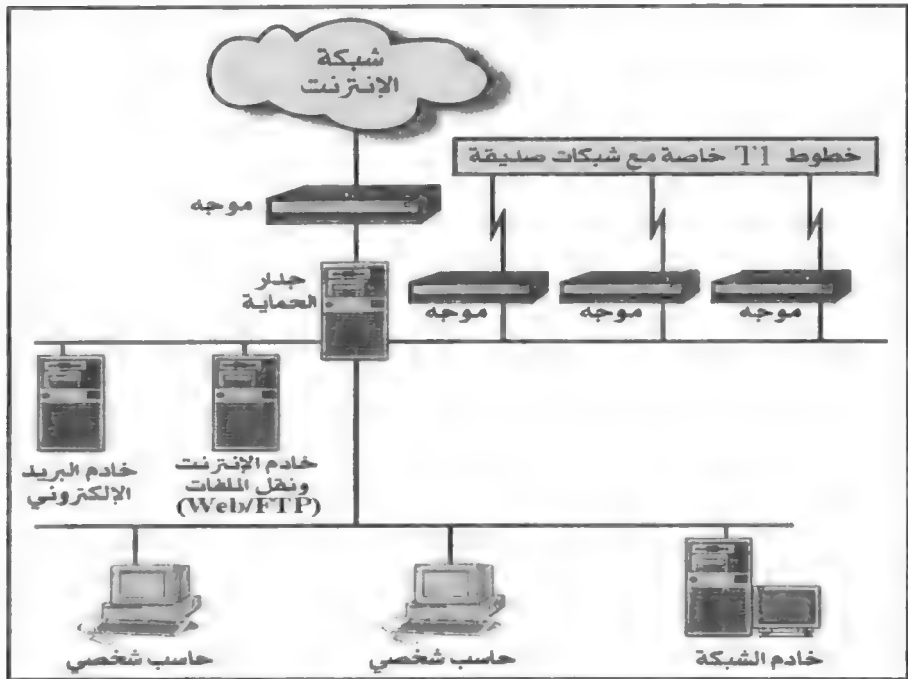 شبكة
الإنترنت
خطوط T1 خاصة مع شبكات صديقة
موجه
جدار
الحماية
موجه
موجه
موجه
خادم البريد
الإلكتروني
خادم الإنترنت
ونقل الملفات
(Web/FTP)
حاسب شخصي
حاسب شخصي
خادم الشبكة